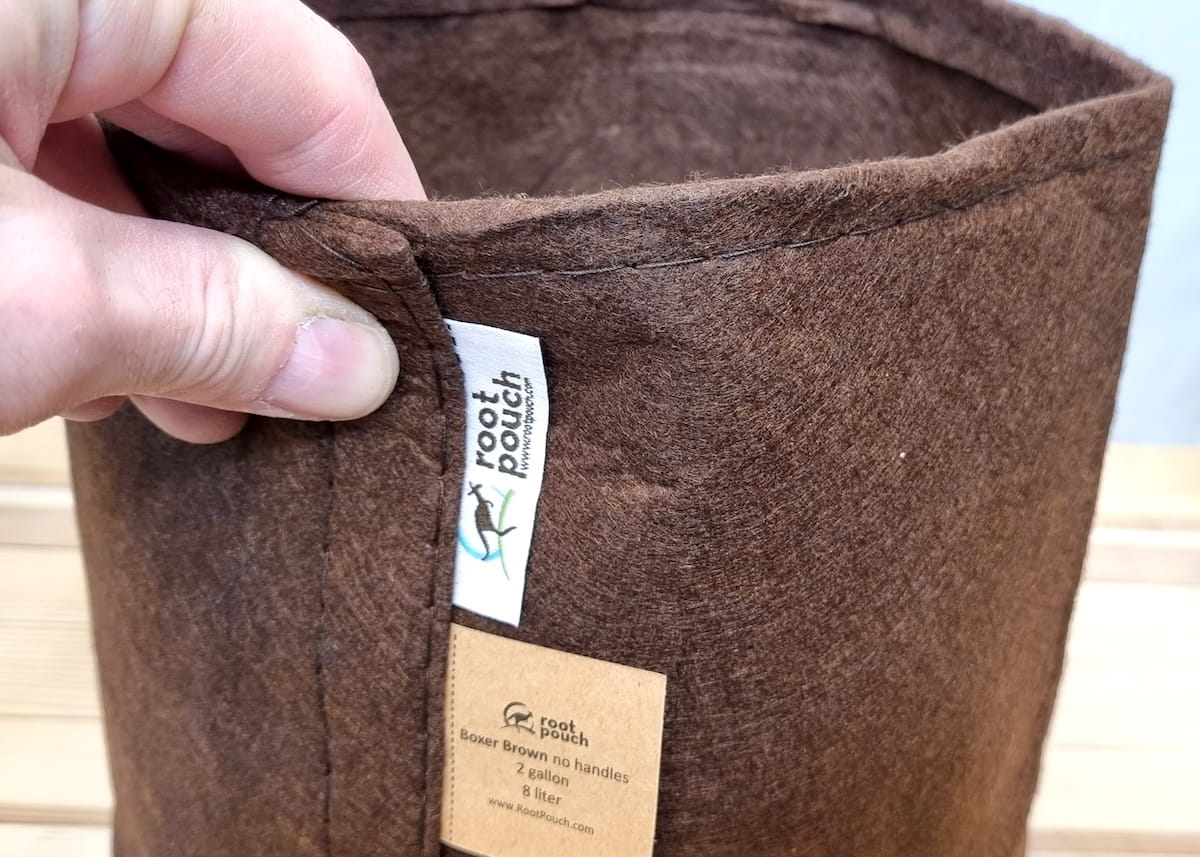 root
pouch
www.rootpouch.com
root
pouch
Boxer Brown no handles
2 gallon
8 liter
www.RootPouch.com